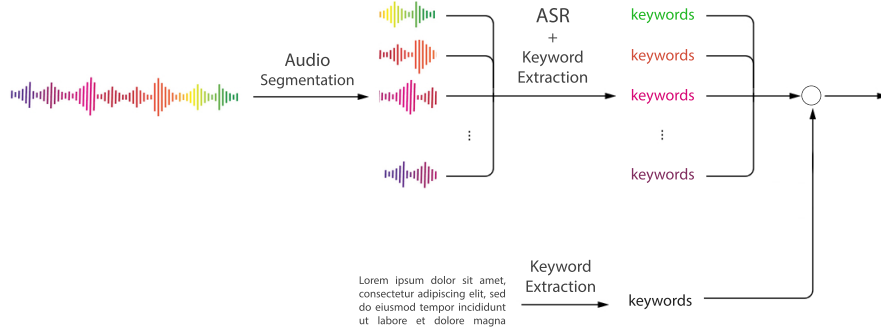 Audio
Segmentation
ASR
+
Keyword
Extraction
keywords
keywords
keywords
⋮
⋮
keywords
Lorem ipsum dolor sit amet,
consectetur adipiscing elit, sed
do eiusmod tempor incididunt
ut labore et dolore magna
Keyword
Extraction
keywords